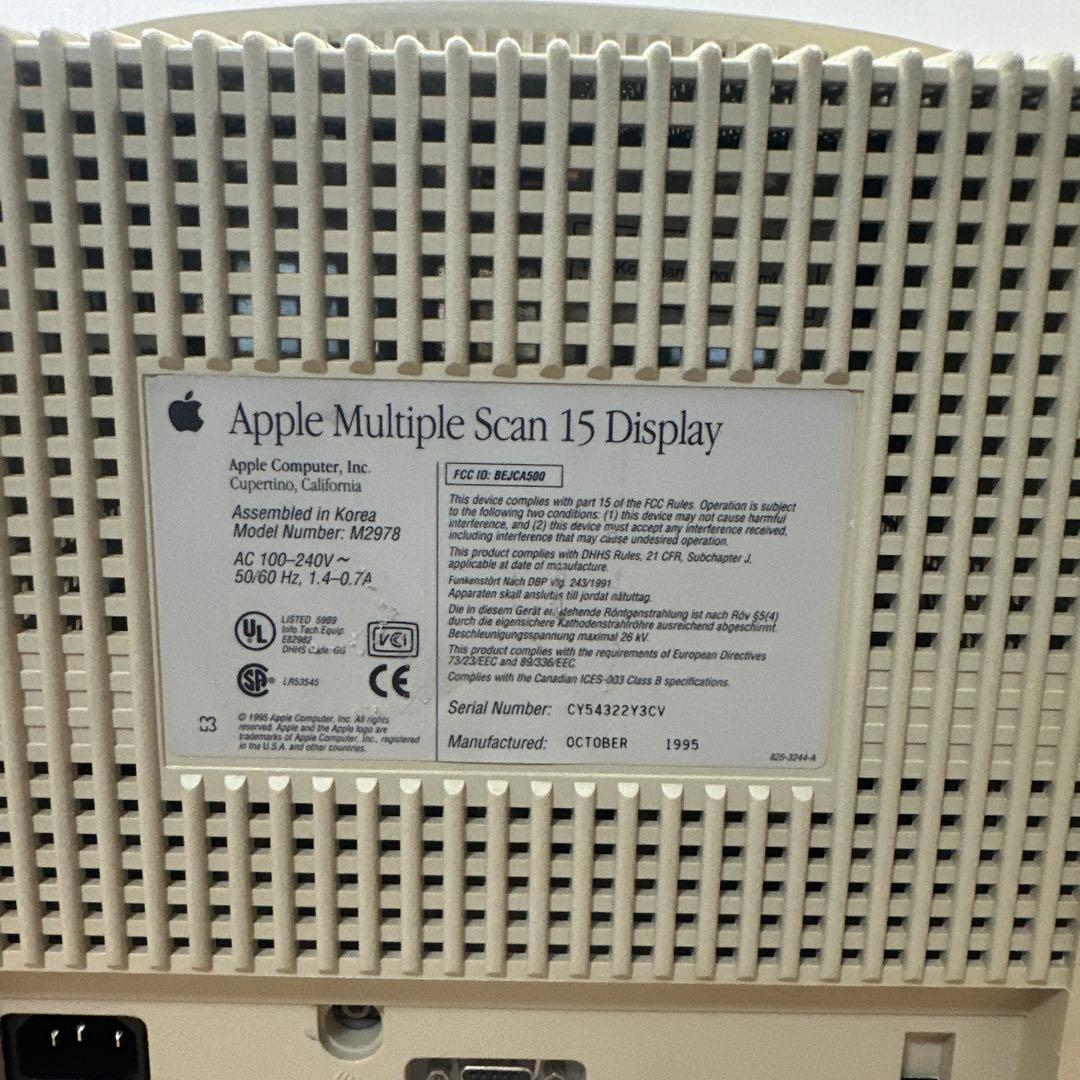 Apple Multiple Scan 15 Display
Apple Computer, Inc.
Cupertino, California
Assembled in Korea
Model Number: M2978
AC 100–240V ~
50/60 Hz, 1.4–0.7A
UL
LISTED 5989
Info.Tech.Equip.
E82982
DHHS Code: GG
VCCI
SA®
LR53545
CE
© 1995 Apple Computer, Inc. All rights
reserved. Apple and the Apple logo are
trademarks of Apple Computer, Inc., registered
in the U.S.A. and other countries.
FCC ID: BEJCA500
This device complies with part 15 of the FCC Rules. Operation is subject
to the following two conditions: (1) this device may not cause harmful
interference, and (2) this device must accept any interference received,
including interference that may cause undesired operation.
This product complies with DHHS Rules, 21 CFR, Subchapter J,
applicable at date of manufacture.
Funkenstört Nach DBP vfg. 243/1991
Apparaten skall anslutas till jordat nätuttag.
Die in diesem Gerät entstehende Röntgenstrahlung ist nach Röv §5(4)
durch die eigensichere Kathodenstrahlröhre ausreichend abgeschirmt.
Beschleunigungsspannung maximal 26 kV.
This product complies with the requirements of European Directives
73/23/EEC and 89/336/EEC.
Complies with the Canadian ICES-003 Class B specifications.
Serial Number: CY54322Y3CV
Manufactured: OCTOBER 1995
825-3244-A